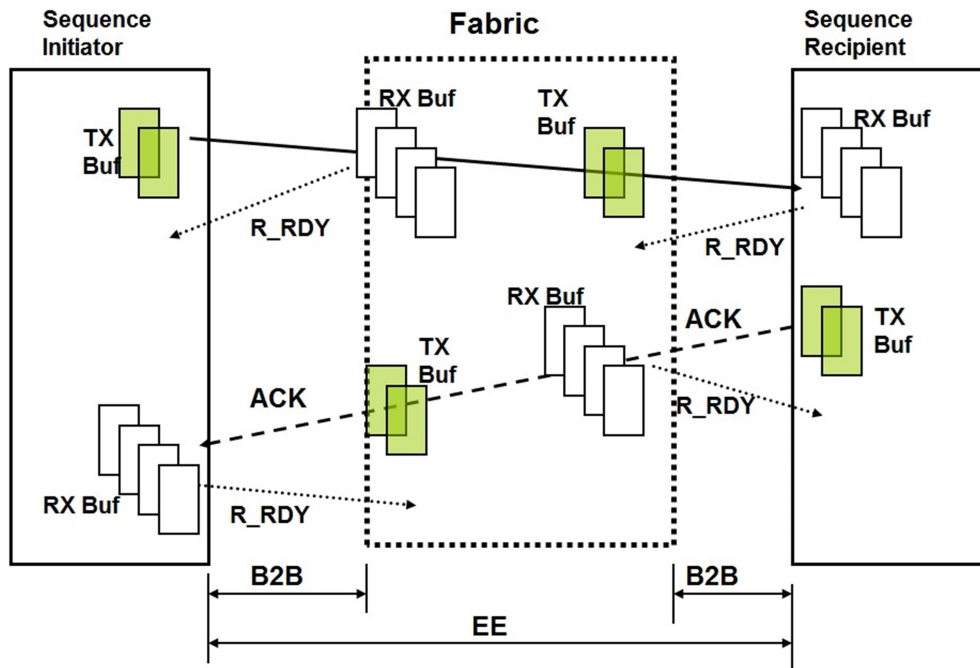 Sequence
Initiator
Fabric
Sequence
Recipient
TX
Buf
RX Buf
TX
Buf
RX Buf
R_RDY
R_RDY
RX Buf
ACK
TX
Buf
TX
Buf
ACK
R_RDY
RX Buf
R_RDY
B2B
B2B
EE